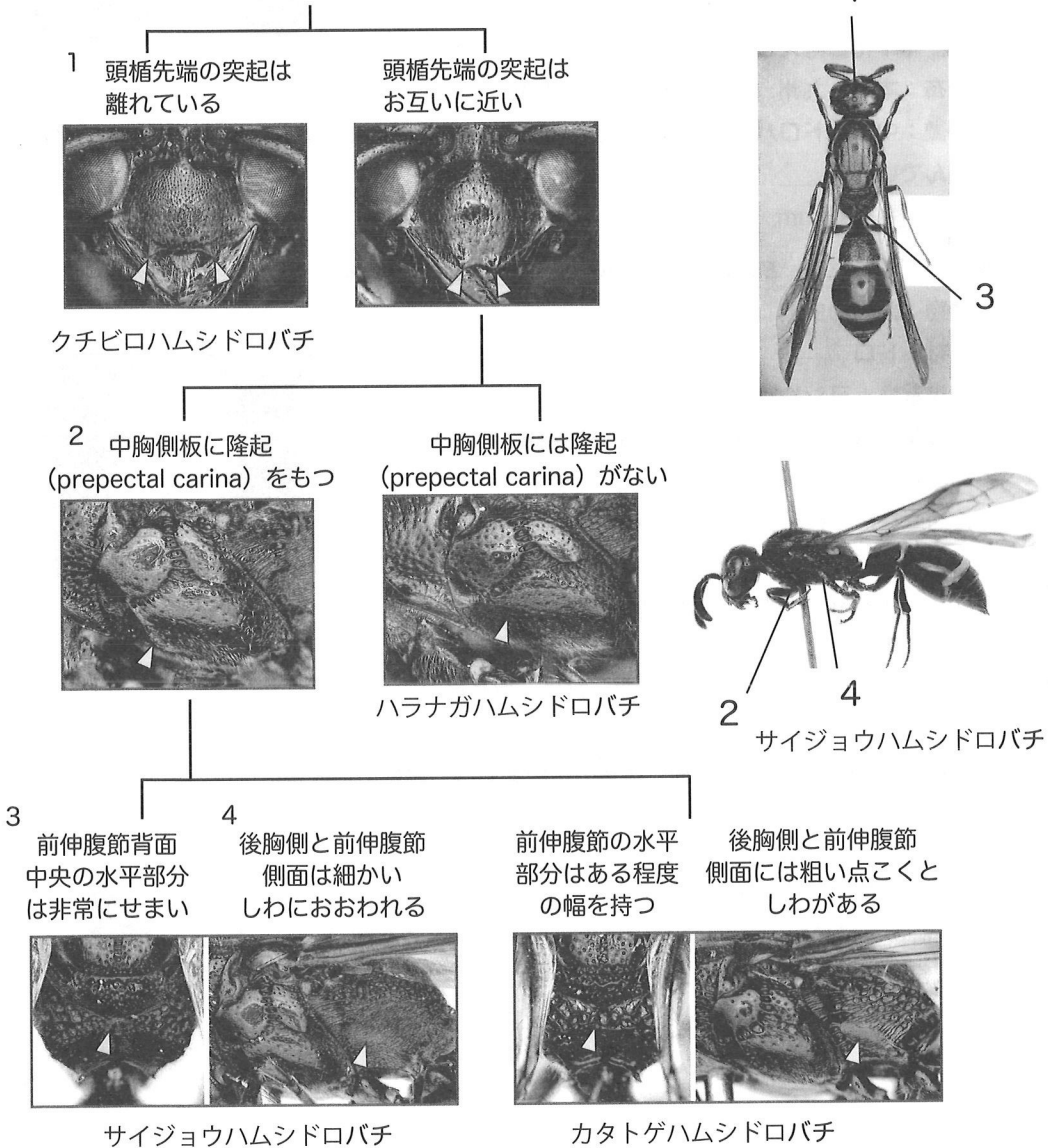 1
頭楯先端の突起は
離れている
頭楯先端の突起は
お互いに近い
クチビロハムシドロバチ
3
2
中胸側板に隆起
（prepectal carina）をもつ
中胸側板には隆起
（prepectal carina）がない
ハラナガハムシドロバチ
2
4
サイジョウハムシドロバチ
3
前伸腹節背面
中央の水平部分
は非常にせまい
4
後胸側と前伸腹節
側面は細かい
しわにおおわれる
前伸腹節の水平
部分はある程度
の幅を持つ
後胸側と前伸腹節
側面には粗い点こくと
しわがある
サイジョウハムシドロバチ
カタトゲハムシドロバチ